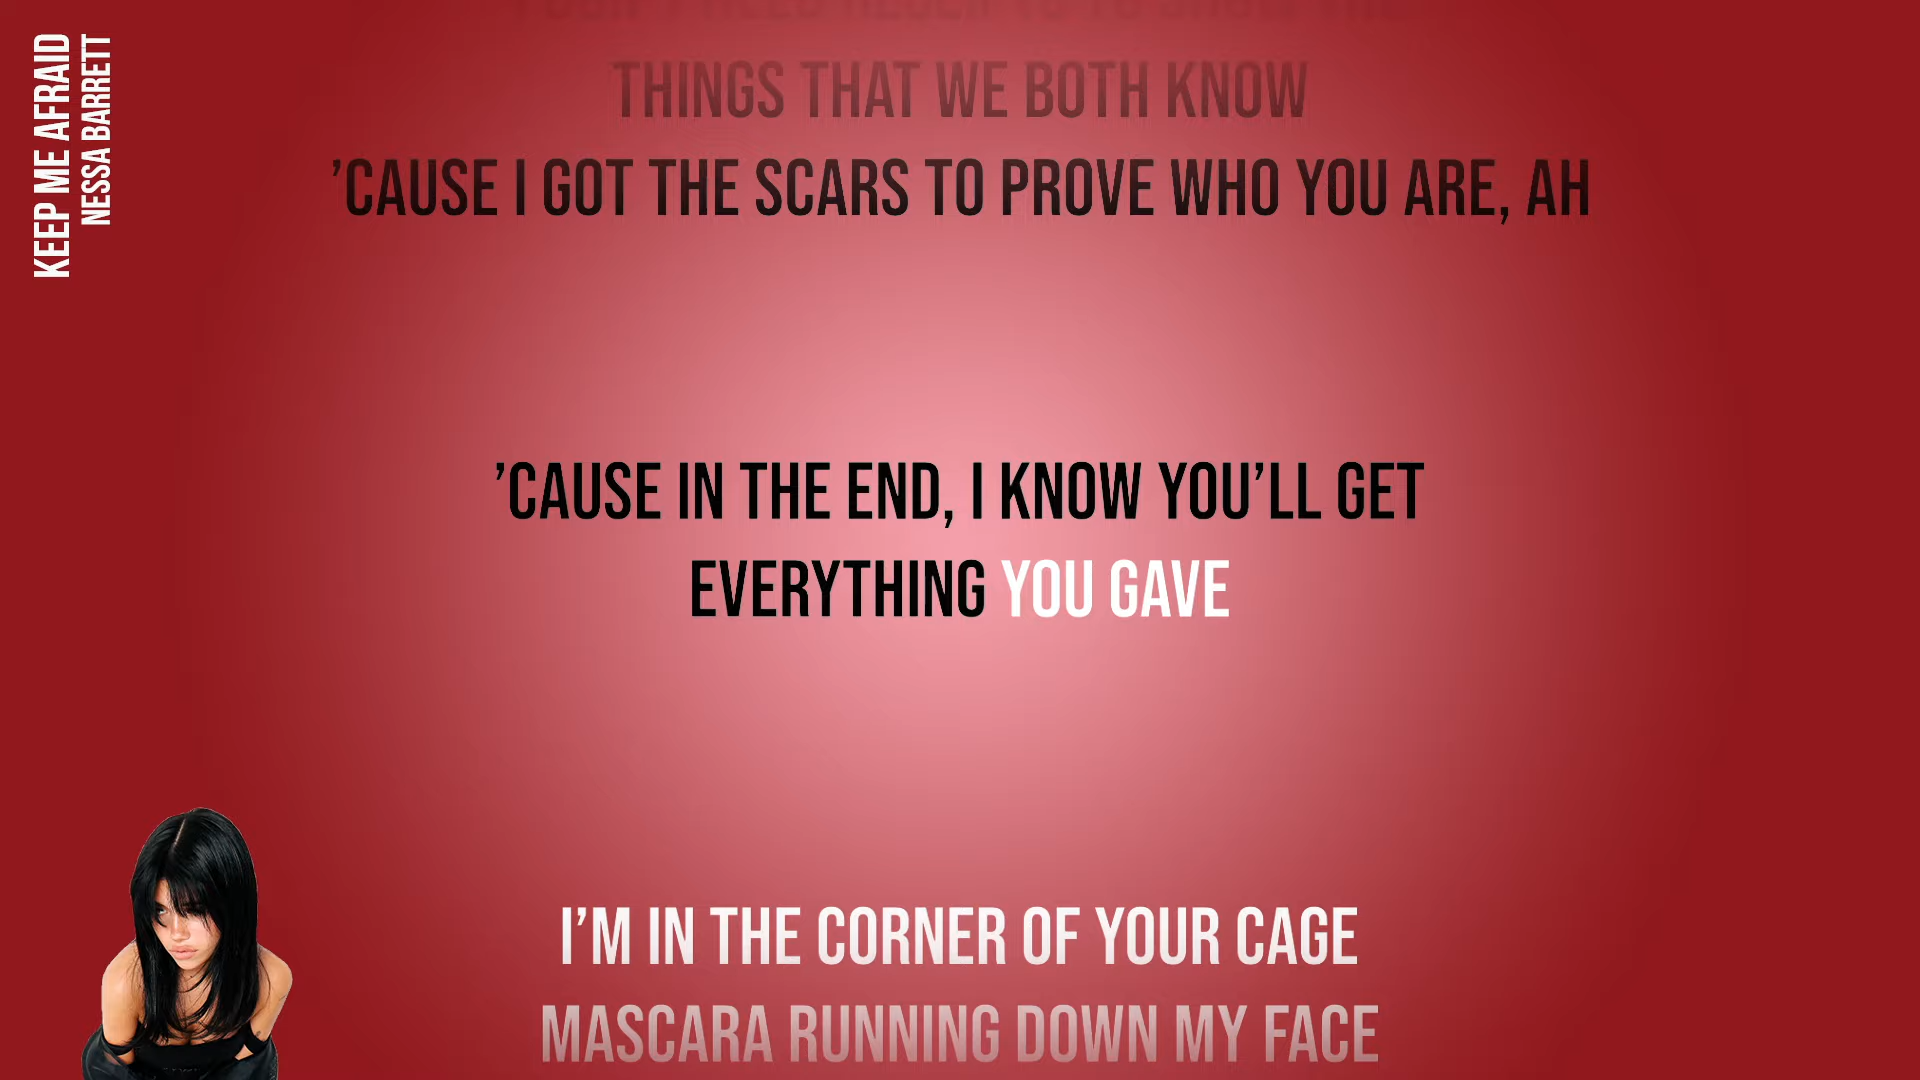 KEEP ME AFRAID
NESSA BARRETT
THINGS THAT WE BOTH KNOW
’CAUSE I GOT THE SCARS TO PROVE WHO YOU ARE, AH
’CAUSE IN THE END, I KNOW YOU’LL GET
EVERYTHING YOU GAVE
I’M IN THE CORNER OF YOUR CAGE
MASCARA RUNNING DOWN MY FACE